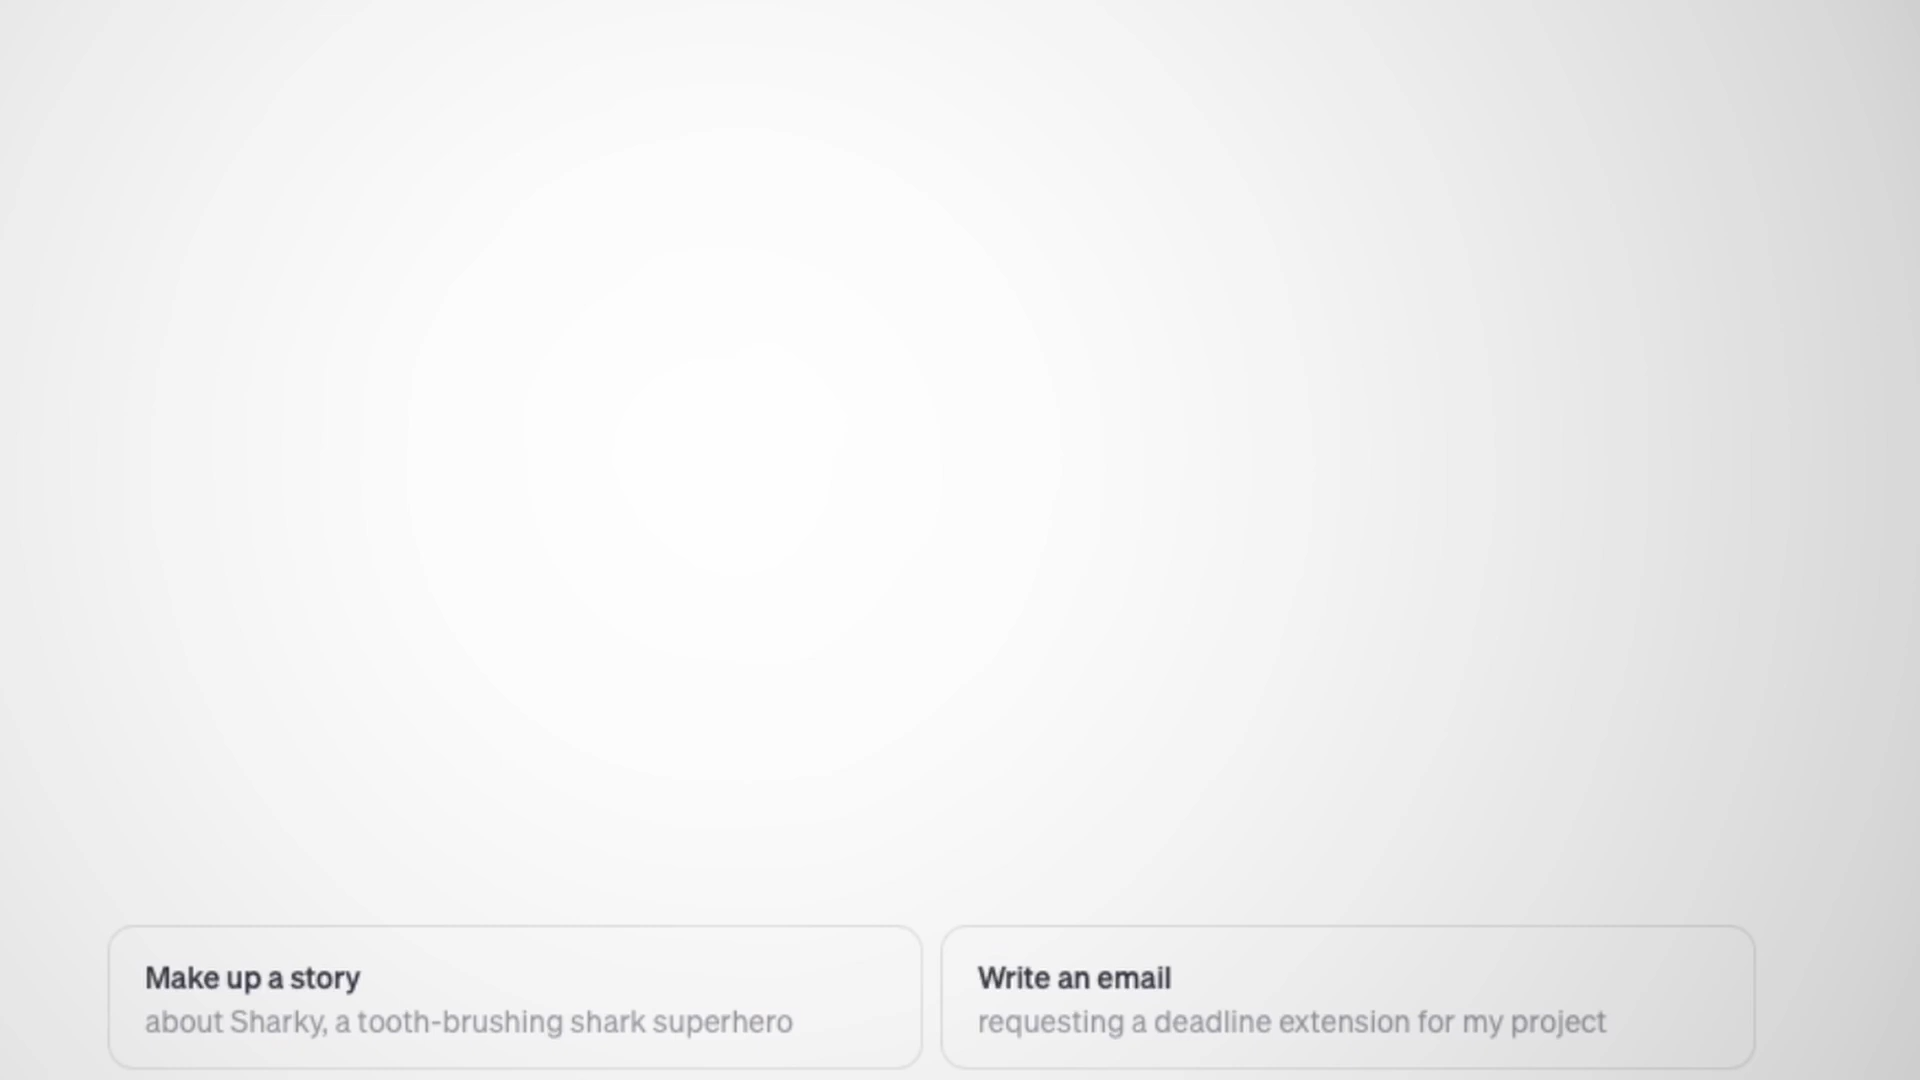 Make up a story
about Sharky, a tooth-brushing shark superhero
Write an email
requesting a deadline extension for my project